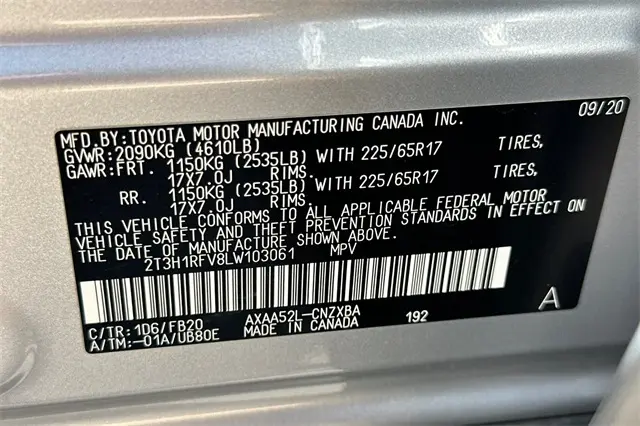 MFD.BY:TOYOTA MOTOR MANUFACTURING CANADA INC. 09/20
GVWR:2090KG (4610LB)
GAWR:FRT. 1150KG (2535LB) WITH 225/65R17 TIRES,
17X7.0J RIMS.
RR. 1150KG (2535LB) WITH 225/65R17 TIRES,
17X7.0J RIMS.
THIS VEHICLE CONFORMS TO ALL APPLICABLE FEDERAL MOTOR
VEHICLE SAFETY AND THEFT PREVENTION STANDARDS IN EFFECT ON
THE DATE OF MANUFACTURE SHOWN ABOVE.
2T3H1RFV8LW103061 MPV
C/TR: 1D6/FB20 AXAA52L-CNZXBA 192 A
A/TM:-01A/UB80E MADE IN CANADA